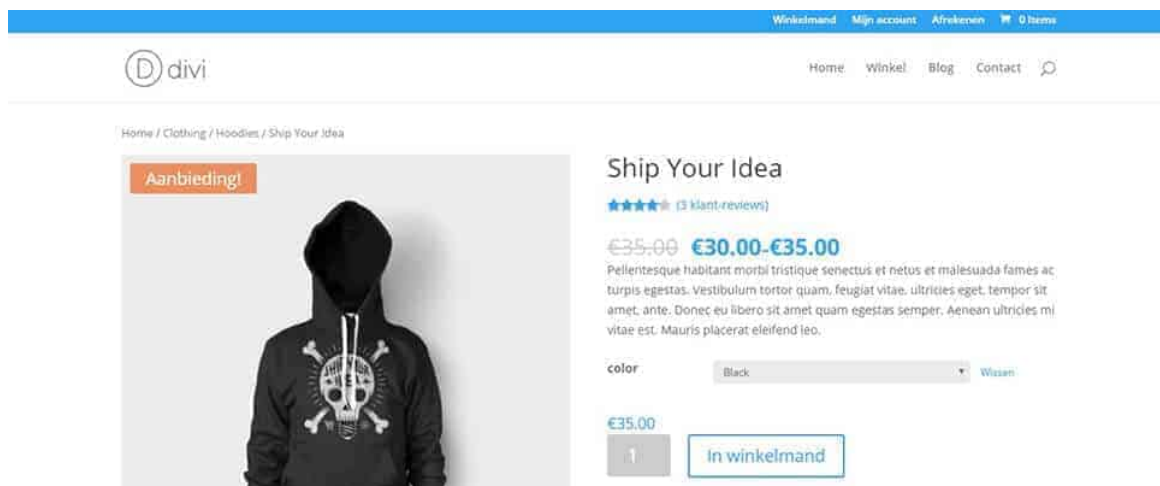 Winkelmand Mijn account Afrekenen 0 Items
D divi
Home Winkel Blog Contact
Home / Clothing / Hoodies / Ship Your Idea
Aanbieding!
Ship Your Idea
(3 klant-reviews)
€35.00 €30.00-€35.00
Pellentesque habitant morbi tristique senectus et netus et malesuada fames ac
turpis egestas. Vestibulum tortor quam, feugiat vitae, ultricies eget, tempor sit
amet, ante. Donec eu libero sit amet quam egestas semper. Aenean ultricies mi
vitae est. Mauris placerat eleifend leo.
color Black Wissen
€35.00
1 In winkelmand
SHIP YOUR
IDEA